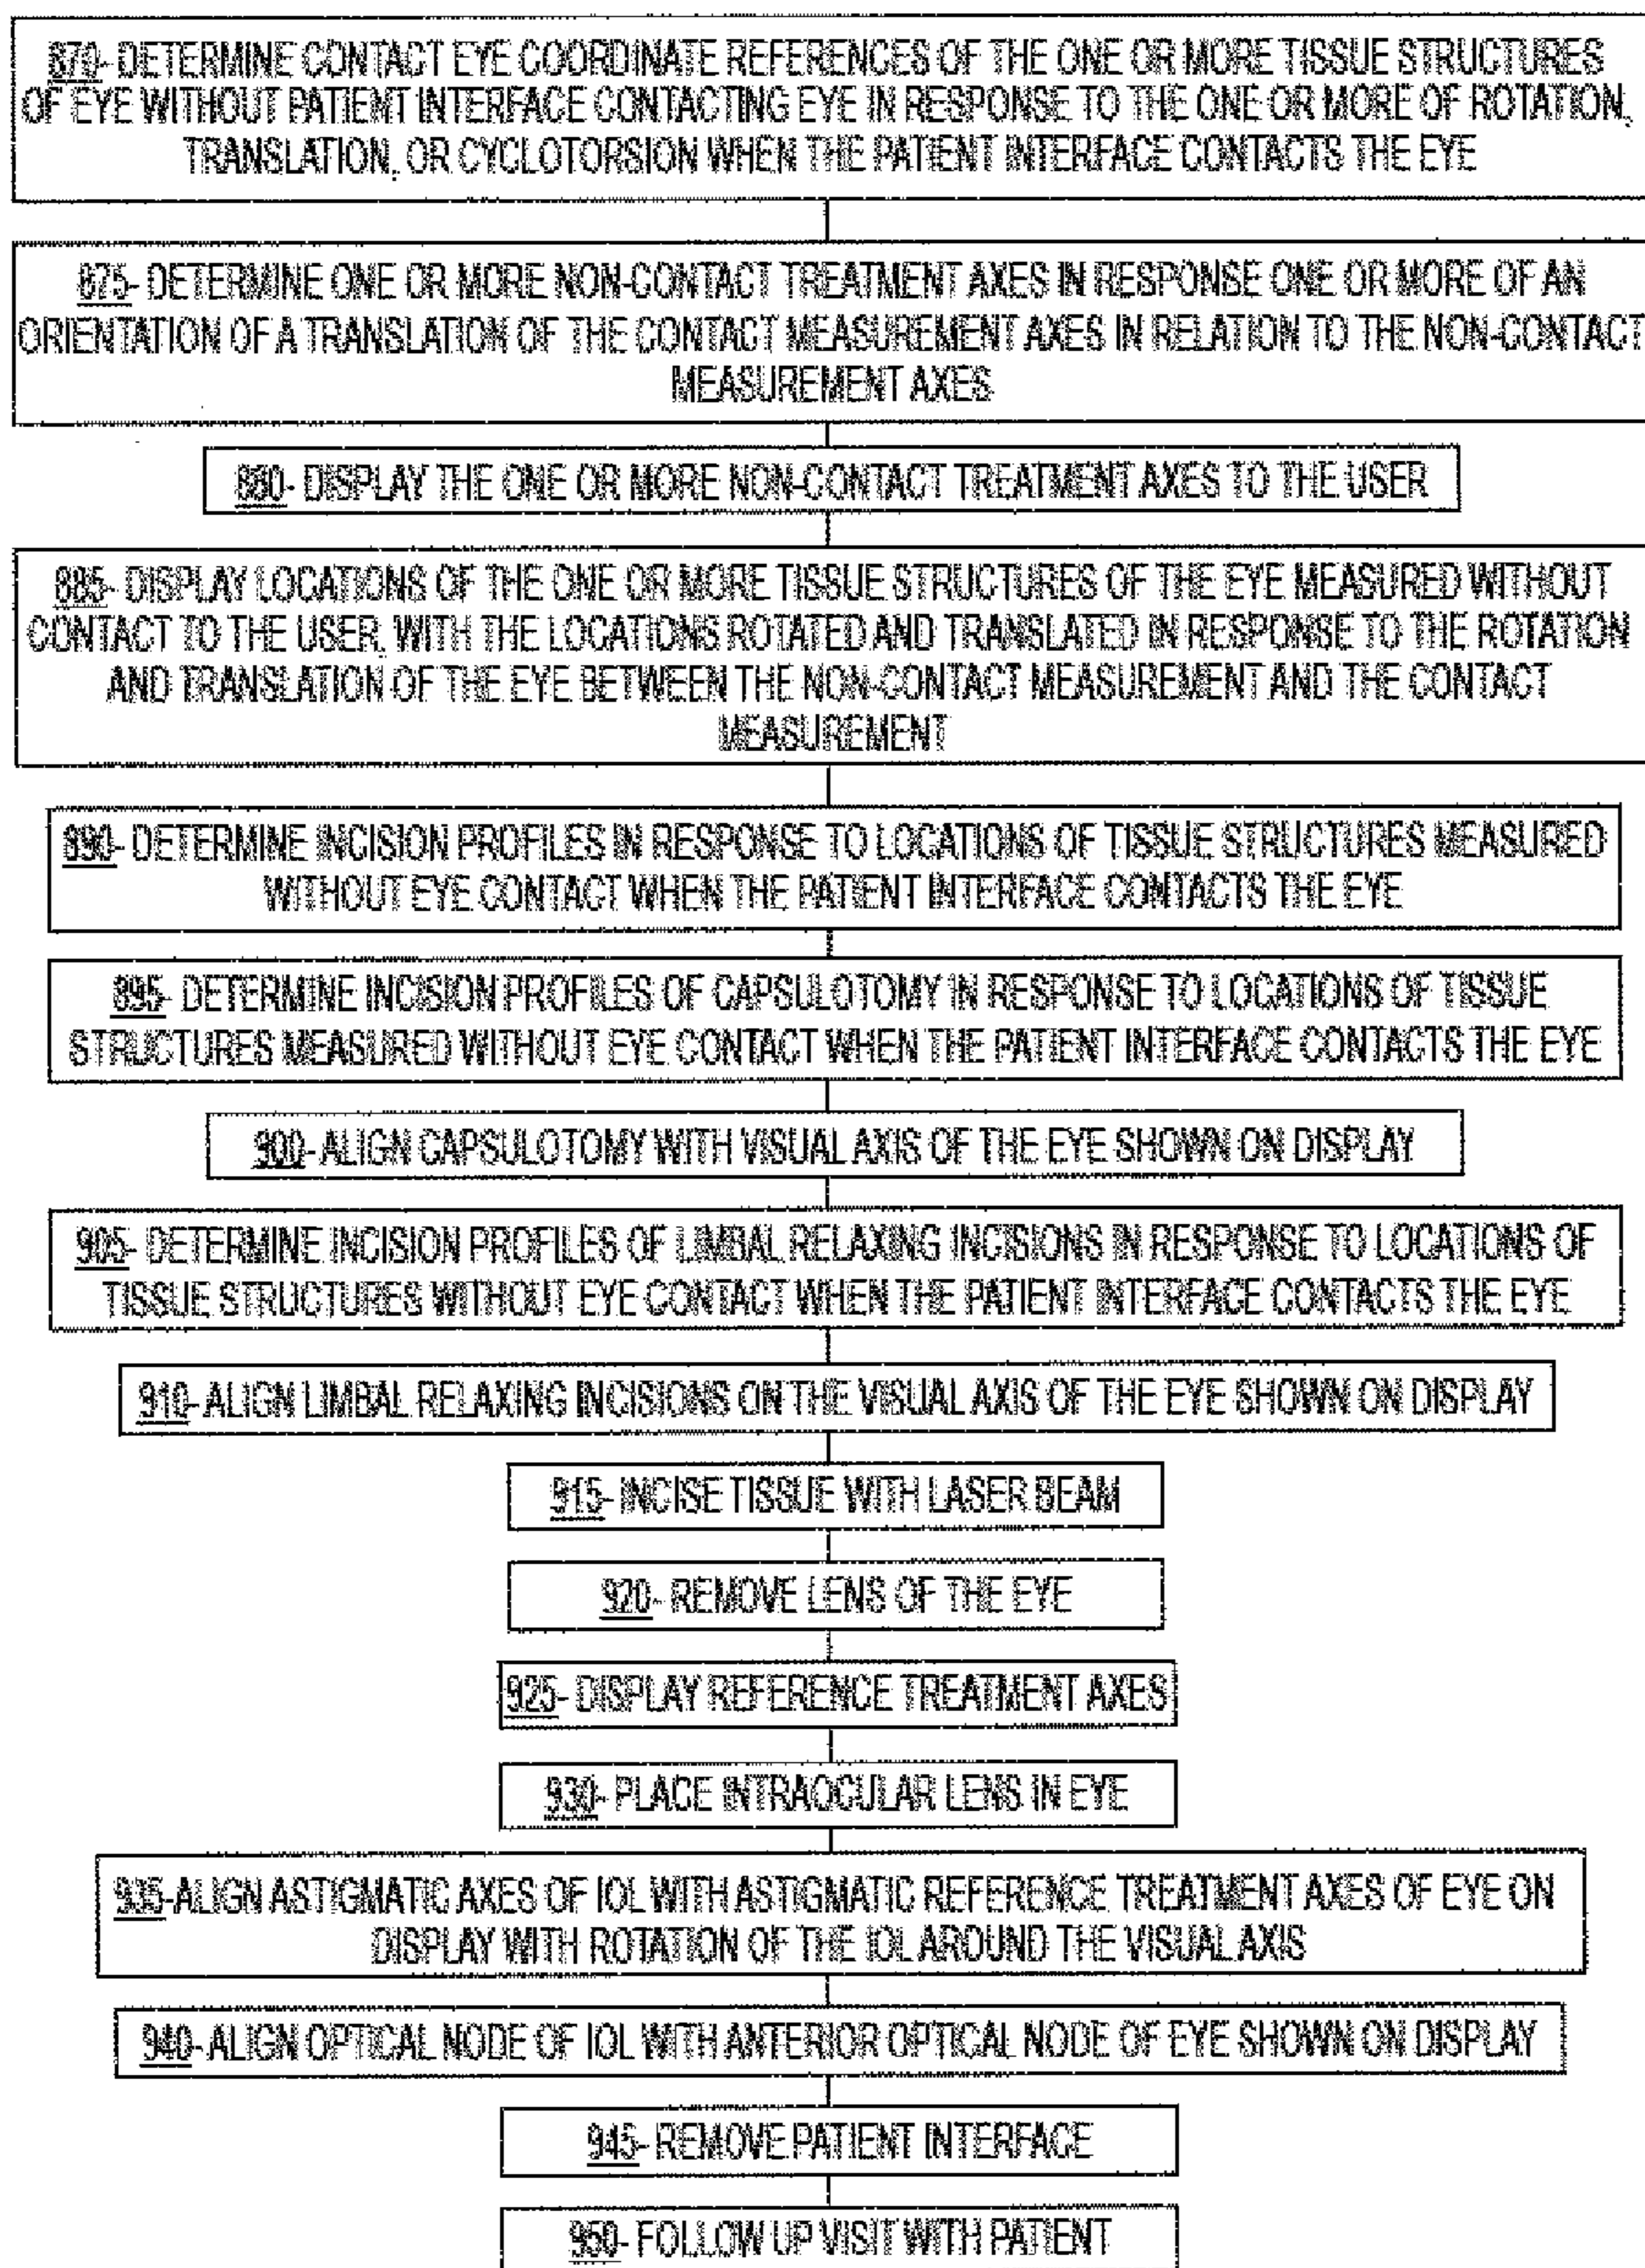 870- DETERMINE CONTACT EYE COORDINATE REFERENCES OF THE ONE OR MORE TISSUE STRUCTURES
OF EYE WITHOUT PATIENT INTERFACE CONTACTING EYE IN RESPONSE TO THE ONE OR MORE OF ROTATION,
TRANSLATION, OR CYCLOTORSION WHEN THE PATIENT INTERFACE CONTACTS THE EYE
875- DETERMINE ONE OR MORE NON-CONTACT TREATMENT AXES IN RESPONSE ONE OR MORE OF AN
ORIENTATION OF A TRANSLATION OF THE CONTACT MEASUREMENT AXES IN RELATION TO THE NON-CONTACT
MEASUREMENT AXES
880- DISPLAY THE ONE OR MORE NON-CONTACT TREATMENT AXES TO THE USER
885- DISPLAY LOCATIONS OF THE ONE OR MORE TISSUE STRUCTURES OF THE EYE MEASURED WITHOUT
CONTACT TO THE USER, WITH THE LOCATIONS ROTATED AND TRANSLATED IN RESPONSE TO THE ROTATION
AND TRANSLATION OF THE EYE BETWEEN THE NON-CONTACT MEASUREMENT AND THE CONTACT
MEASUREMENT
890- DETERMINE INCISION PROFILES IN RESPONSE TO LOCATIONS OF TISSUE STRUCTURES MEASURED
WITHOUT EYE CONTACT WHEN THE PATIENT INTERFACE CONTACTS THE EYE
895- DETERMINE INCISION PROFILES OF CAPSULOTOMY IN RESPONSE TO LOCATIONS OF TISSUE
STRUCTURES MEASURED WITHOUT EYE CONTACT WHEN THE PATIENT INTERFACE CONTACTS THE EYE
900- ALIGN CAPSULOTOMY WITH VISUAL AXIS OF THE EYE SHOWN ON DISPLAY
905- DETERMINE INCISION PROFILES OF LIMBAL RELAXING INCISIONS IN RESPONSE TO LOCATIONS OF
TISSUE STRUCTURES WITHOUT EYE CONTACT WHEN THE PATIENT INTERFACE CONTACTS THE EYE
910- ALIGN LIMBAL RELAXING INCISIONS ON THE VISUAL AXIS OF THE EYE SHOWN ON DISPLAY
915- INCISE TISSUE WITH LASER BEAM
920- REMOVE LENS OF THE EYE
925- DISPLAY REFERENCE TREATMENT AXES
930- PLACE INTRAOCULAR LENS IN EYE
935-ALIGN ASTIGMATIC AXES OF IOL WITH ASTIGMATIC REFERENCE TREATMENT AXES OF EYE ON
DISPLAY WITH ROTATION OF THE IOL AROUND THE VISUAL AXIS
940- ALIGN OPTICAL NODE OF IOL WITH ANTERIOR OPTICAL NODE OF EYE SHOWN ON DISPLAY
945- REMOVE PATIENT INTERFACE
950- FOLLOW UP VISIT WITH PATIENT